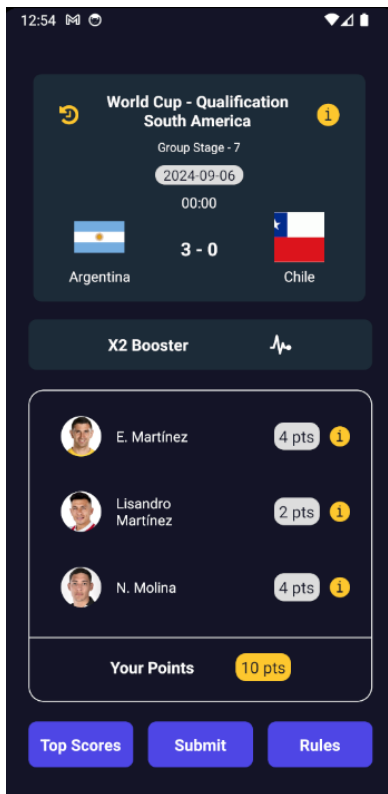 12:54
World Cup - Qualification
South America
i
Group Stage - 7
2024-09-06
00:00
3 - 0
Argentina
Chile
X2 Booster
E. Martínez
4 pts
i
Lisandro
Martínez
2 pts
i
N. Molina
4 pts
i
Your Points
10 pts
Top Scores
Submit
Rules